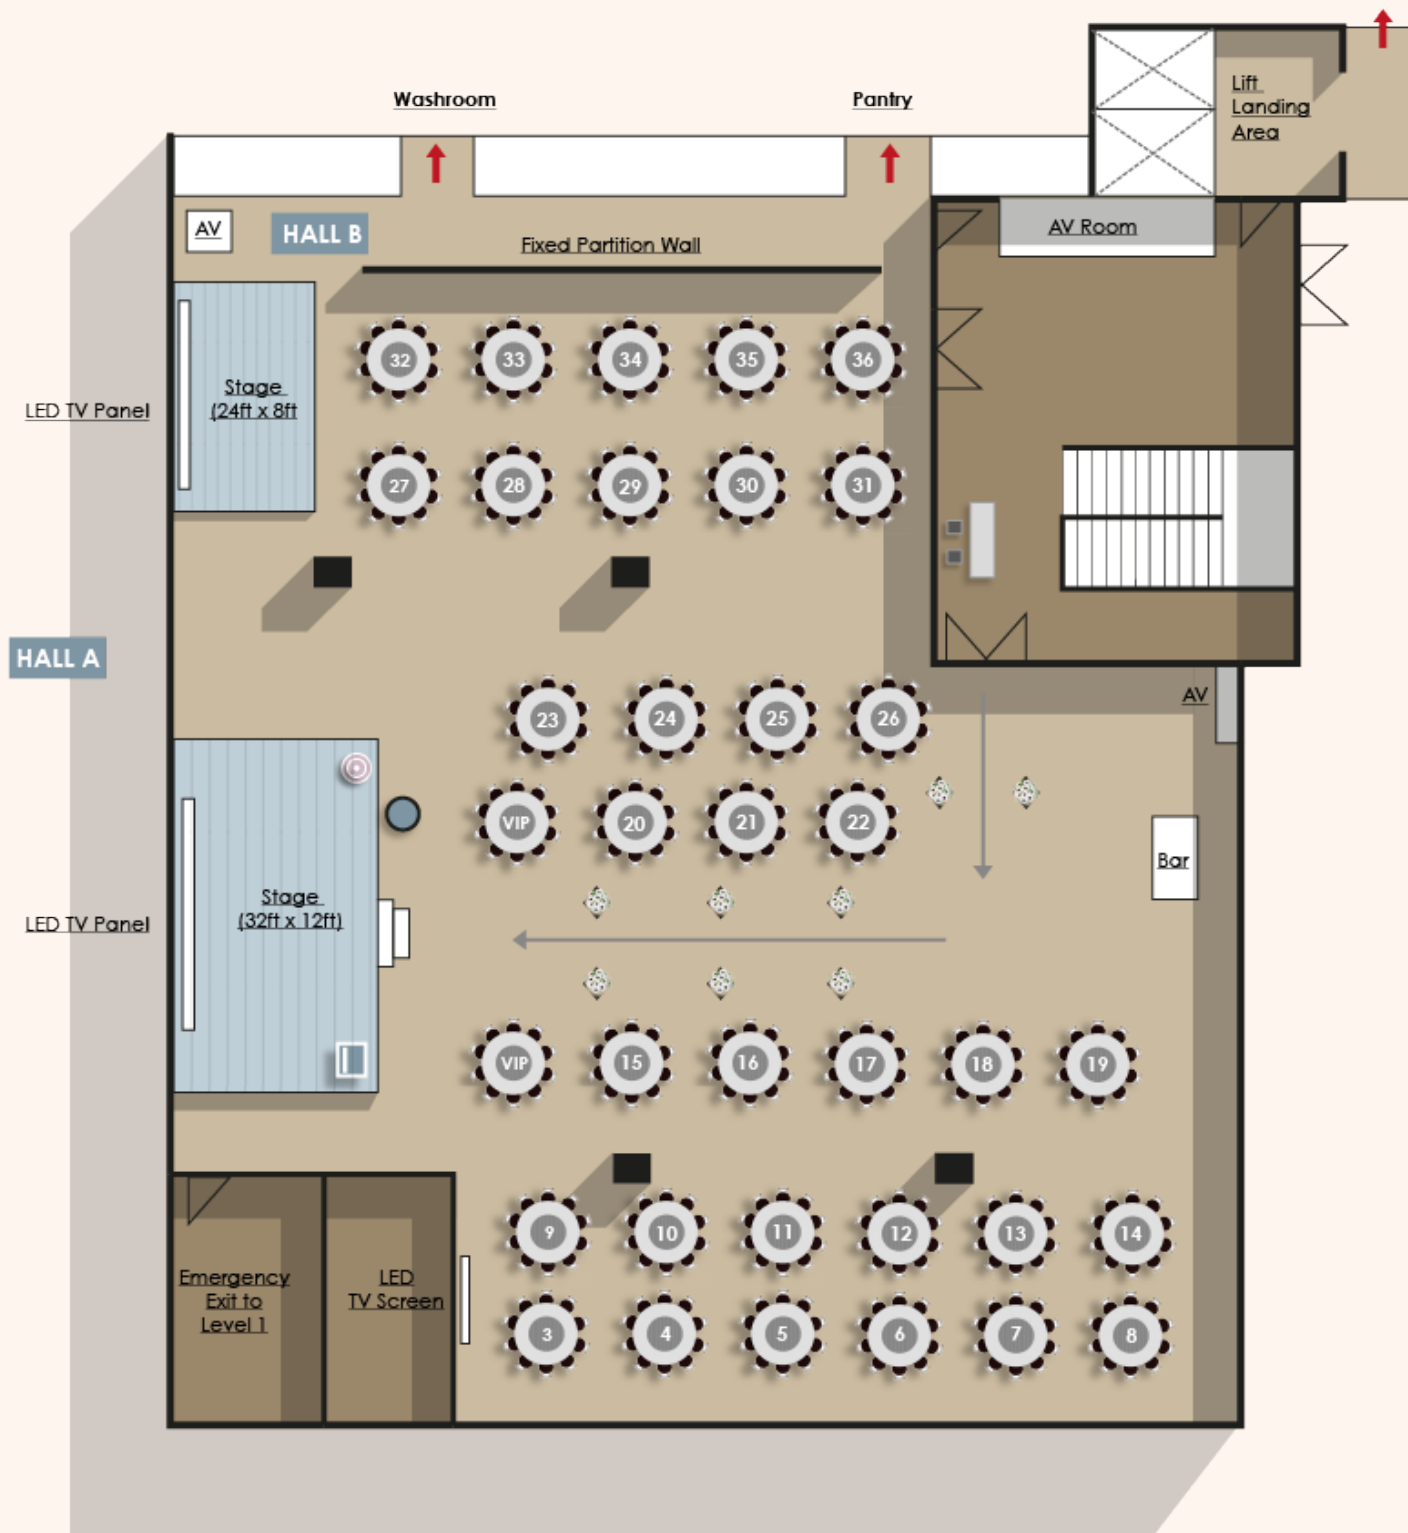 Washroom
Pantry
Lift
Landing
Area
AV
HALL B
Fixed Partition Wall
AV Room
32
33
34
35
36
Stage
(24ft x 8ft
LED TV Panel
27
28
29
30
31
HALL A
AV
23
24
25
26
VIP
20
21
22
Bar
Stage
(32ft x 12ft)
LED TV Panel
VIP
15
16
17
18
19
9
10
11
12
13
14
Emergency
Exit to
Level 1
LED
TV Screen
3
4
5
6
7
8